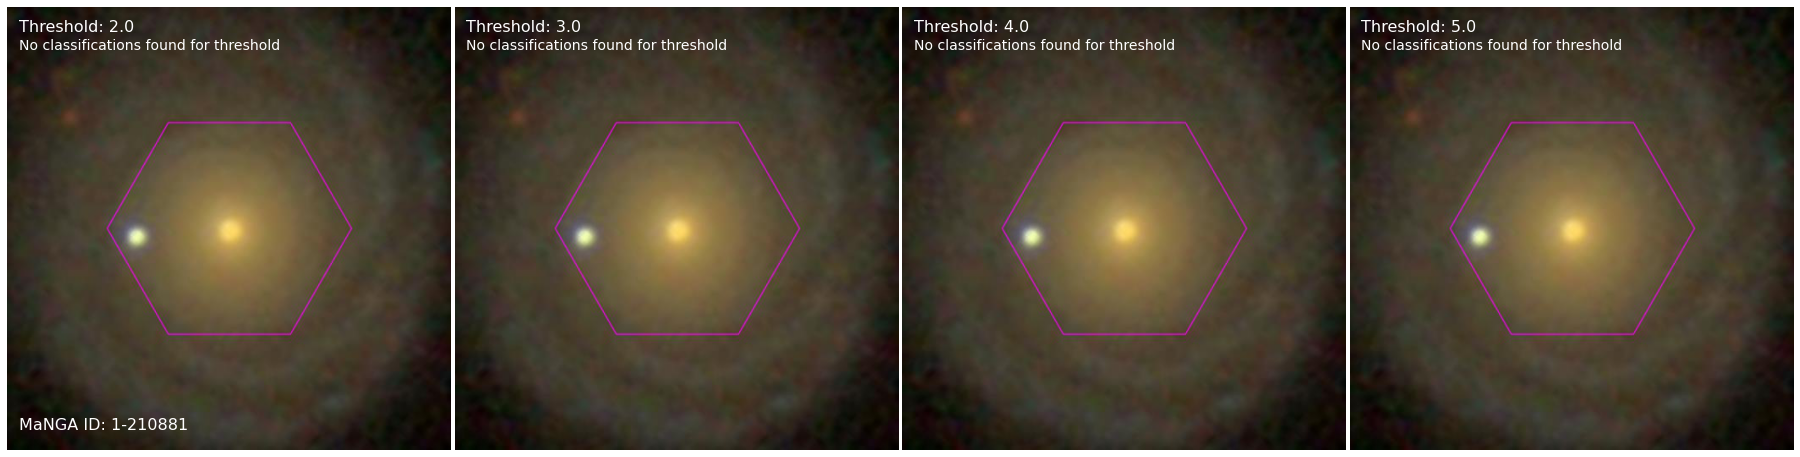 Threshold: 2.0
No classifications found for threshold
MaNGA ID: 1-210881
Threshold: 3.0
No classifications found for threshold
Threshold: 4.0
No classifications found for threshold
Threshold: 5.0
No classifications found for threshold